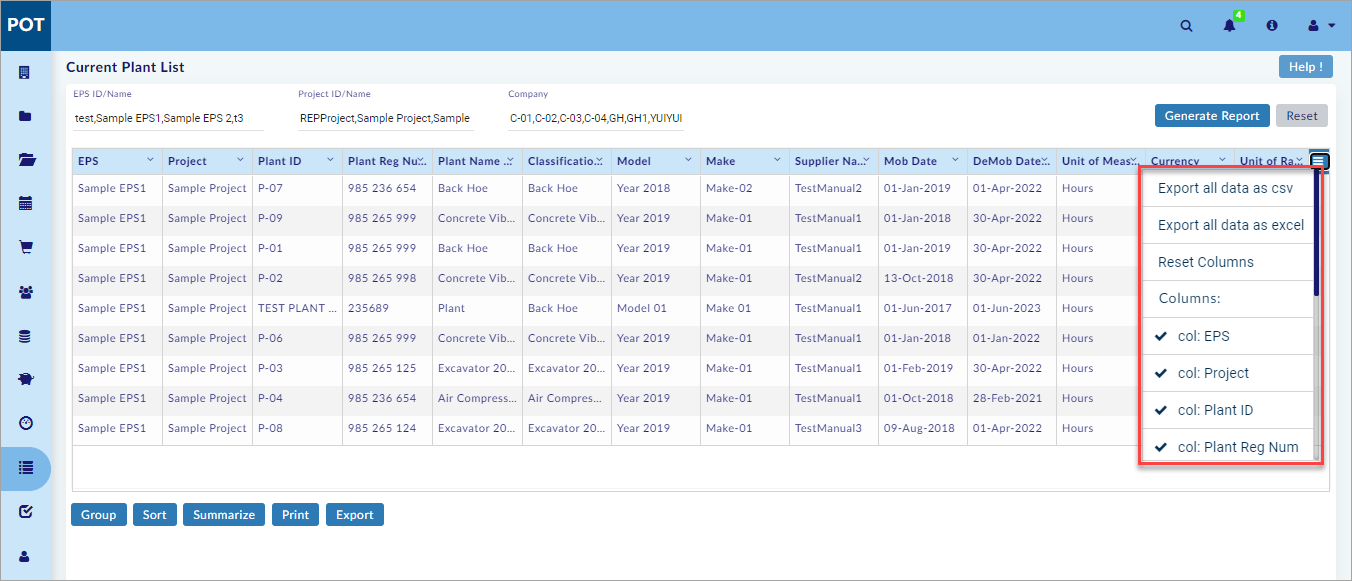 POT
4
Current Plant List
Help !
EPS ID/Name Project ID/Name Company
test,Sample EPS1,Sample EPS 2,t3 REPProject,Sample Project,Sample C-01,C-02,C-03,C-04,GH,GH1,YUIYUI
Generate Report Reset
EPS Project Plant ID Plant Reg Nu... Plant Name ... Classificatio... Model Make Supplier Na... Mob Date DeMob Date... Unit of Meas... Currency Unit of Ra...
Sample EPS1 Sample Project P-07 985 236 654 Back Hoe Back Hoe Year 2018 Make-02 TestManual2 01-Jan-2019 01-Apr-2022 Hours
Sample EPS1 Sample Project P-09 985 265 999 Concrete Vib... Concrete Vib... Year 2019 Make-01 TestManual1 01-Jan-2018 30-Apr-2022 Hours
Sample EPS1 Sample Project P-01 985 265 999 Back Hoe Back Hoe Year 2019 Make-01 TestManual1 01-Jan-2019 30-Apr-2022 Hours
Sample EPS1 Sample Project P-02 985 265 998 Concrete Vib... Concrete Vib... Year 2019 Make-01 TestManual2 13-Oct-2018 30-Apr-2022 Hours
Sample EPS1 Sample Project TEST PLANT ... 235689 Plant Back Hoe Model 01 Make 01 TestManual1 01-Jun-2017 01-Jun-2023 Hours
Sample EPS1 Sample Project P-06 985 265 999 Concrete Vib... Concrete Vib... Year 2019 Make-01 TestManual1 01-Jan-2018 01-Jan-2022 Hours
Sample EPS1 Sample Project P-03 985 265 125 Excavator 20... Excavator 20... Year 2019 Make-01 TestManual1 01-Feb-2019 30-Apr-2022 Hours
Sample EPS1 Sample Project P-04 985 236 654 Air Compress... Air Compres... Year 2019 Make-01 TestManual1 01-Oct-2018 28-Feb-2021 Hours
Sample EPS1 Sample Project P-08 985 265 124 Excavator 20... Excavator 20... Year 2019 Make-01 TestManual3 09-Aug-2018 01-Apr-2022 Hours
Export all data as csv
Export all data as excel
Reset Columns
Columns:
col: EPS
col: Project
col: Plant ID
col: Plant Reg Num
Group Sort Summarize Print Export